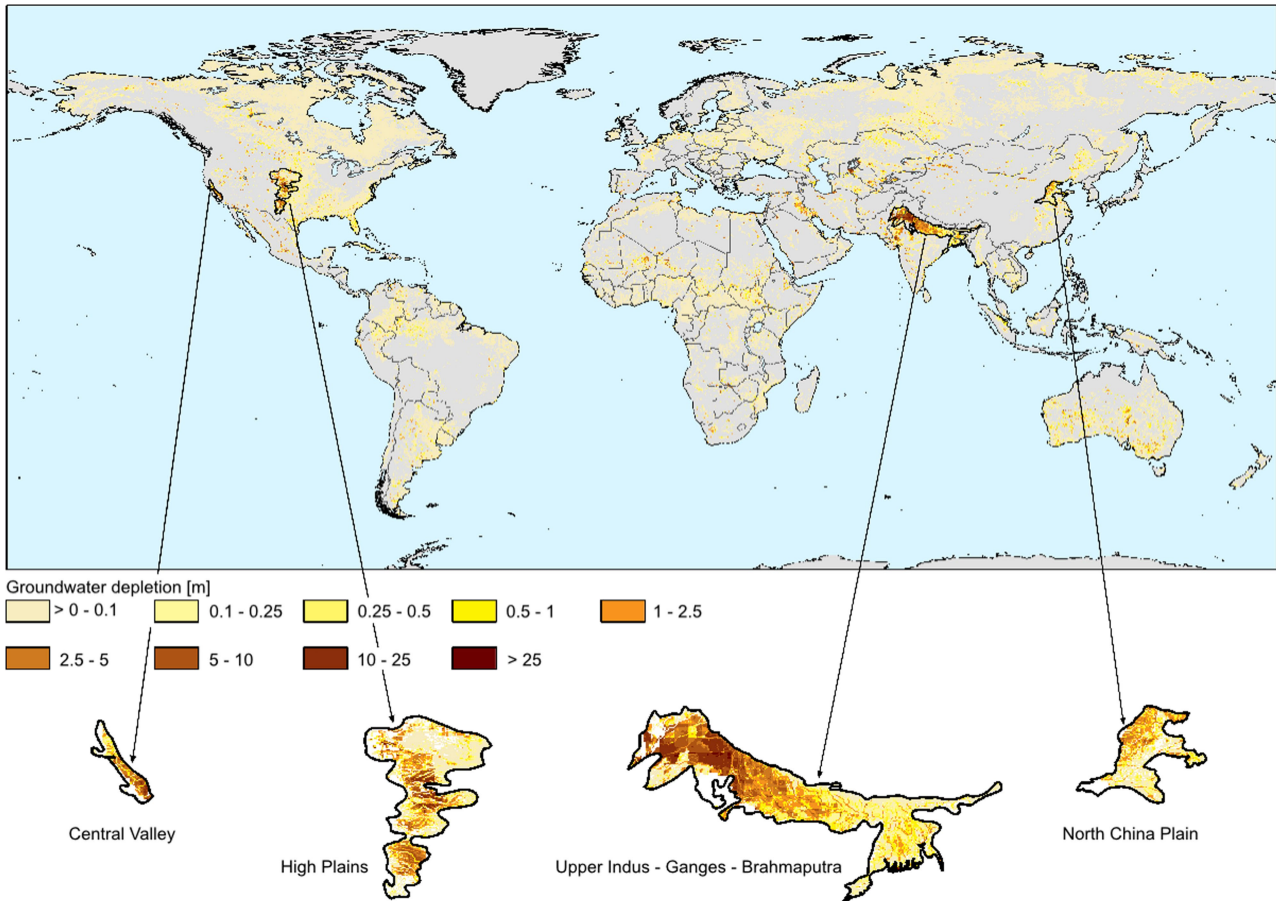 Groundwater depletion [m]
> 0 - 0.1
0.1 - 0.25
0.25 - 0.5
0.5 - 1
1 - 2.5
2.5 - 5
5 - 10
10 - 25
> 25
Central Valley
High Plains
Upper Indus - Ganges - Brahmaputra
North China Plain